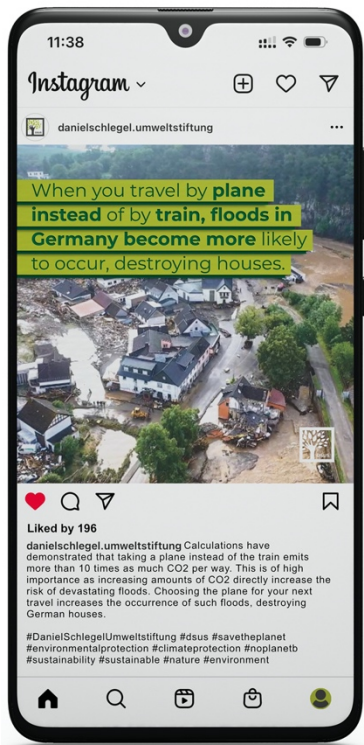 11:38
Instagram
danielschlegel.umweltstiftung
When you travel by plane
instead of by train, floods in
Germany become more likely
to occur, destroying houses.
Liked by 196
danielschlegel.umweltstiftung Calculations have
demonstrated that taking a plane instead of the train emits
more than 10 times as much CO2 per way. This is of high
importance as increasing amounts of CO2 directly increase the
risk of devastating floods. Choosing the plane for your next
travel increases the occurrence of such floods, destroying
German houses.
#DanielSchlegelUmweltstiftung #dsus #savetheplanet
#environmentalprotection #climateprotection #noplanetb
#sustainability #sustainable #nature #environment